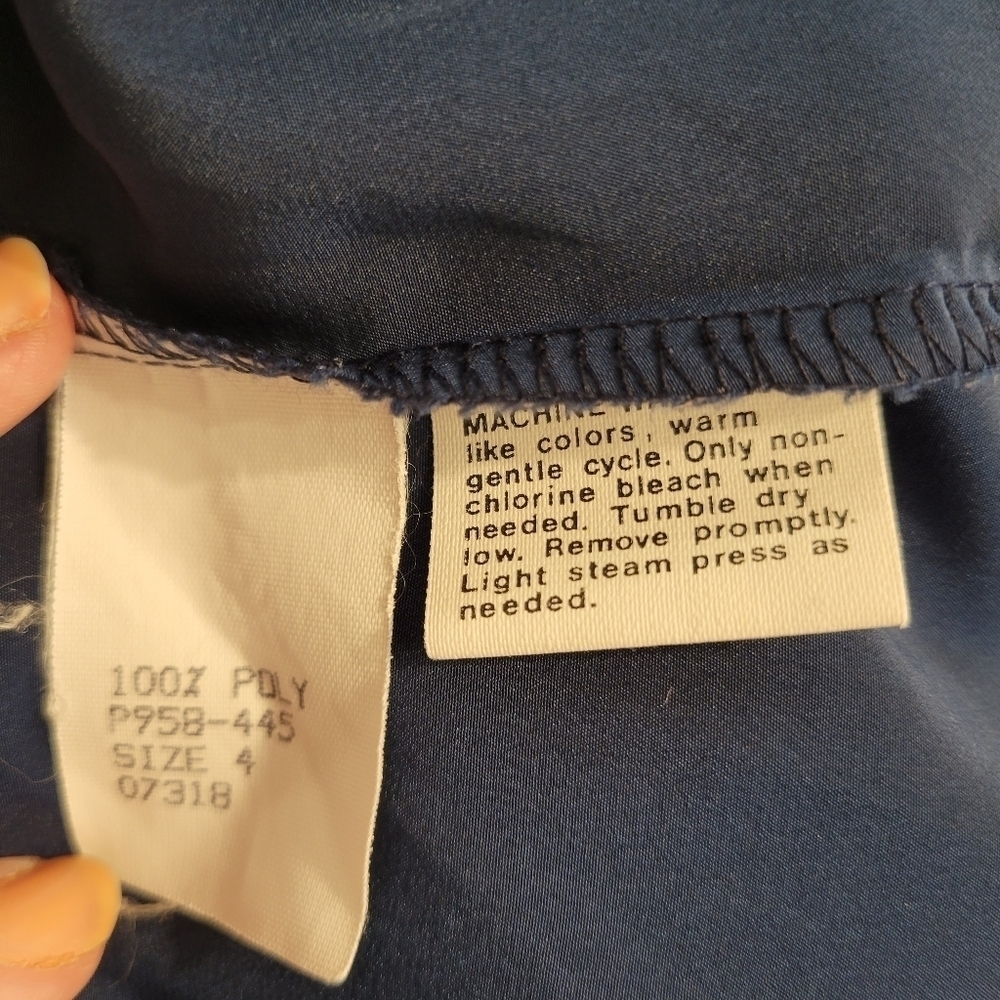 100% POLY
P958-445
SIZE 4
07318
MACHINE
like colors, warm
gentle cycle. Only non-
chlorine bleach when
needed. Tumble dry
low. Remove promptly.
Light steam press as
needed.